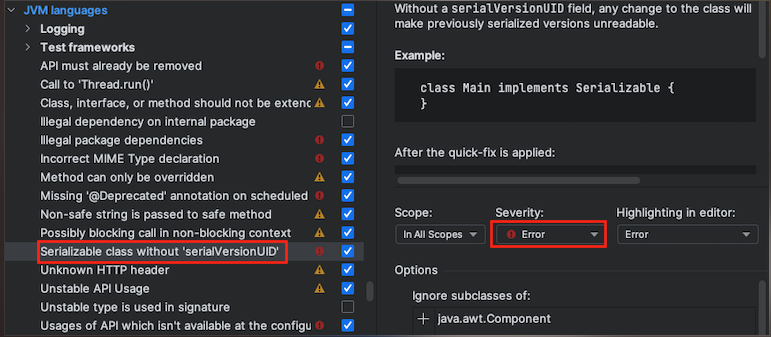 JVM languages
Logging
Test frameworks
API must already be removed
Call to 'Thread.run()'
Class, interface, or method should not be extend
Illegal dependency on internal package
Illegal package dependencies
Incorrect MIME Type declaration
Method can only be overridden
Missing '@Deprecated' annotation on scheduled
Non-safe string is passed to safe method
Possibly blocking call in non-blocking context
Serializable class without 'serialVersionUID'
Unknown HTTP header
Unstable API Usage
Unstable type is used in signature
Usages of API which isn't available at the configu
Without a serialVersionUID field, any change to the class will
make previously serialized versions unreadable.
Example:
class Main implements Serializable {
}
After the quick-fix is applied:
Scope:
Severity:
Highlighting in editor:
In All Scopes
Error
Error
Options
Ignore subclasses of:
java.awt.Component